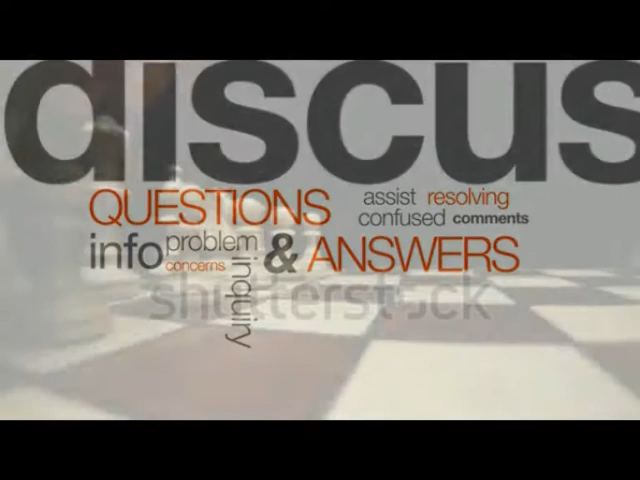 discus
QUESTIONS
assist resolving
confused comments
info problem
concerns
inquiry
& ANSWERS
shutterstock